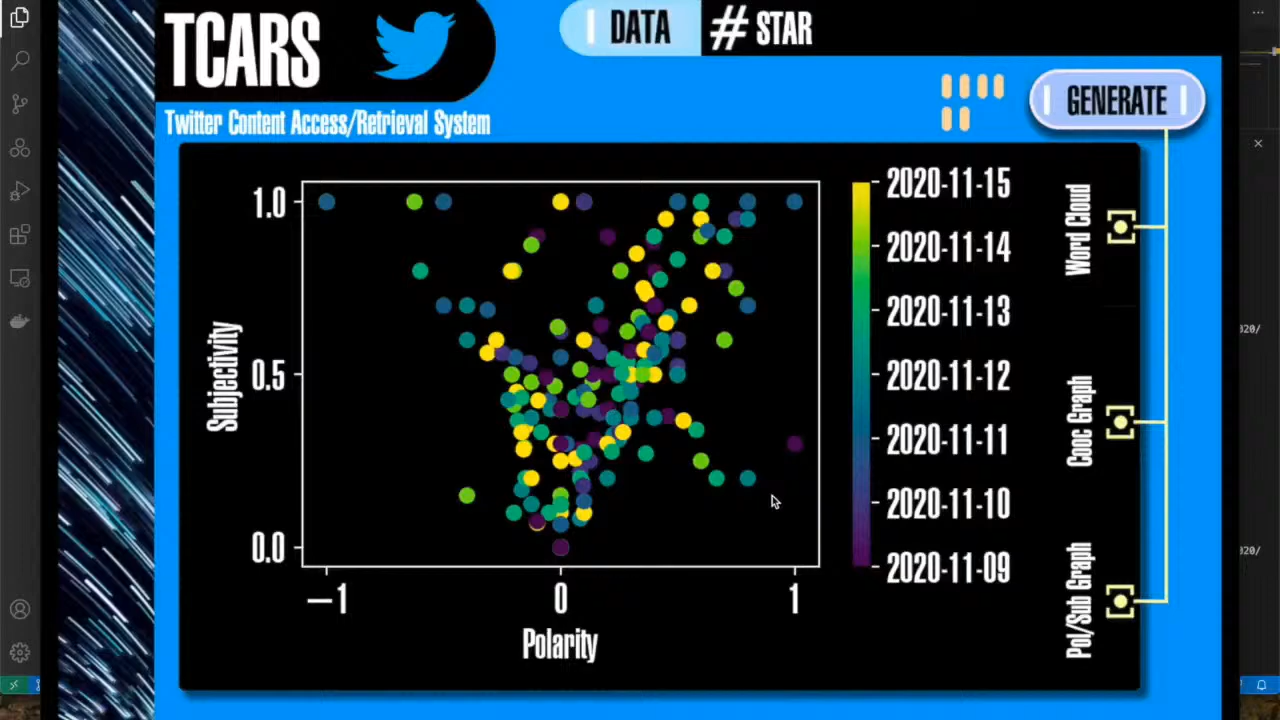 TCARS
DATA
# STAR
Twitter Content Access/Retrieval System
GENERATE
1.0
0.5
0.0
Subjectivity
−1
0
1
Polarity
2020-11-15
2020-11-14
2020-11-13
2020-11-12
2020-11-11
2020-11-10
2020-11-09
Word Cloud
Cooc Graph
Pol/Sub Graph
020/
020/